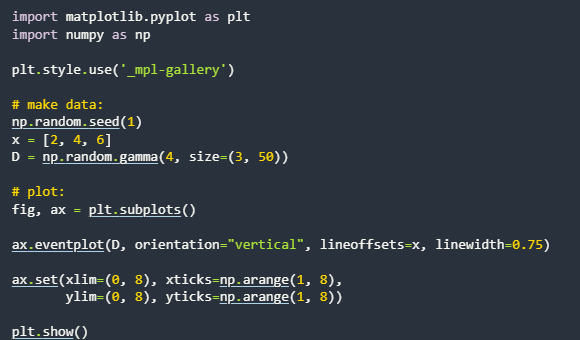 import matplotlib.pyplot as plt
import numpy as np
plt.style.use('_mpl-gallery')
# make data:
np.random.seed(1)
x = [2, 4, 6]
D = np.random.gamma(4, size=(3, 50))
# plot:
fig, ax = plt.subplots()
ax.eventplot(D, orientation="vertical", lineoffsets=x, linewidth=0.75)
ax.set(xlim=(0, 8), xticks=np.arange(1, 8),
       ylim=(0, 8), yticks=np.arange(1, 8))
plt.show()